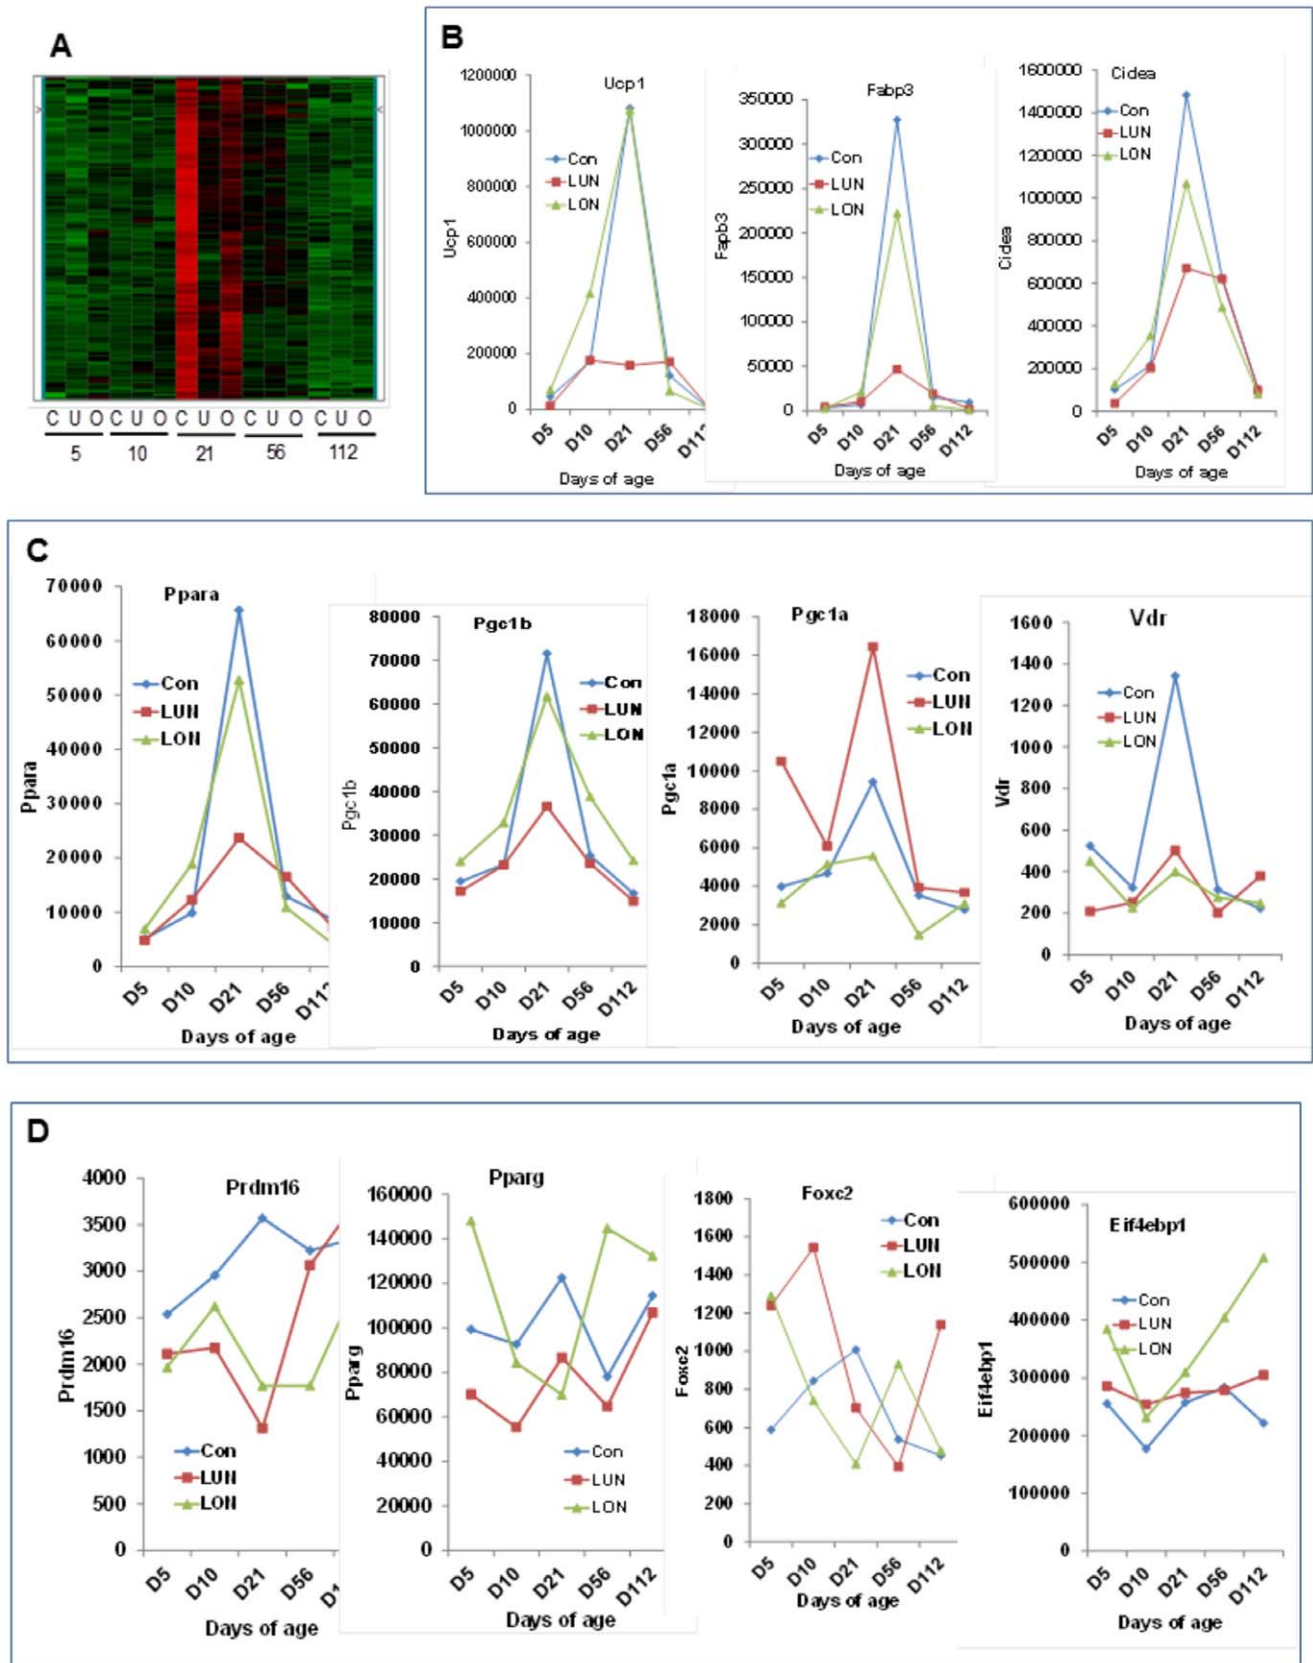 A
C U O C U O C U O C U O C U O
5 10 21 56 112
B
Ucp1
1200000
1000000
800000
600000
400000
200000
0
Ucp1
Con
LUN
LON
D5 D10 D21 D56 D11
Days of age
Fabp3
350000
300000
250000
200000
150000
100000
50000
0
Fapb3
Con
LUN
LON
D5 D10 D21 D56 D112
Days of age
Cidea
1600000
1400000
1200000
1000000
800000
600000
400000
200000
0
Cidea
Con
LUN
LON
D5 D10 D21 D56 D112
Days of age
C
Ppara
70000
60000
50000
40000
30000
20000
10000
0
Ppara
Con
LUN
LON
D5 D10 D21 D56 D112
Days of age
Pgc1b
80000
70000
60000
50000
40000
30000
20000
10000
0
Pgc1b
Con
LUN
LON
D5 D10 D21 D56 D112
Days of age
Pgc1a
18000
16000
14000
12000
10000
8000
6000
4000
2000
0
Pgc1a
Con
LUN
LON
D5 D10 D21 D56 D112
Days of age
Vdr
1600
1400
1200
1000
800
600
400
200
0
Vdr
Con
LUN
LON
D5 D10 D21 D56 D112
Days of age
D
Prdm16
4000
3500
3000
2500
2000
1500
1000
500
0
Prdm16
Con
LUN
LON
D5 D10 D21 D56 D1
Days of age
Pparg
160000
140000
120000
100000
80000
60000
40000
20000
0
Pparg
Con
LUN
LON
D5 D10 D21 D56 D112
Days of age
Foxc2
1800
1600
1400
1200
1000
800
600
400
200
0
Foxc2
Con
LUN
LON
D5 D10 D21 D56 D112
Days of age
Eif4ebp1
600000
500000
400000
300000
200000
100000
0
Eif4ebp1
Con
LUN
LON
D5 D10 D21 D56 D112
Days of age